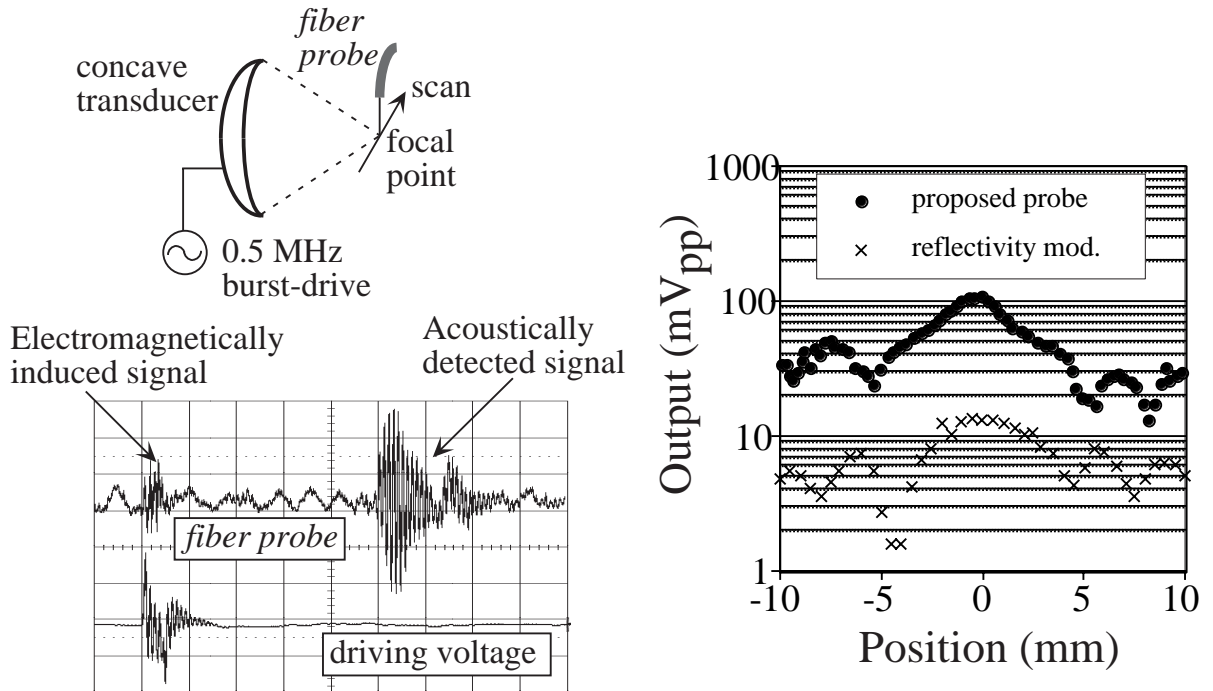 fiber
probe
concave
transducer
scan
focal
point
0.5 MHz
burst-drive
Electromagnetically
induced signal
Acoustically
detected signal
fiber probe
driving voltage
proposed probe
reflectivity mod.
Output (mVpp)
1000
100
10
1
-10
-5
0
5
10
Position (mm)